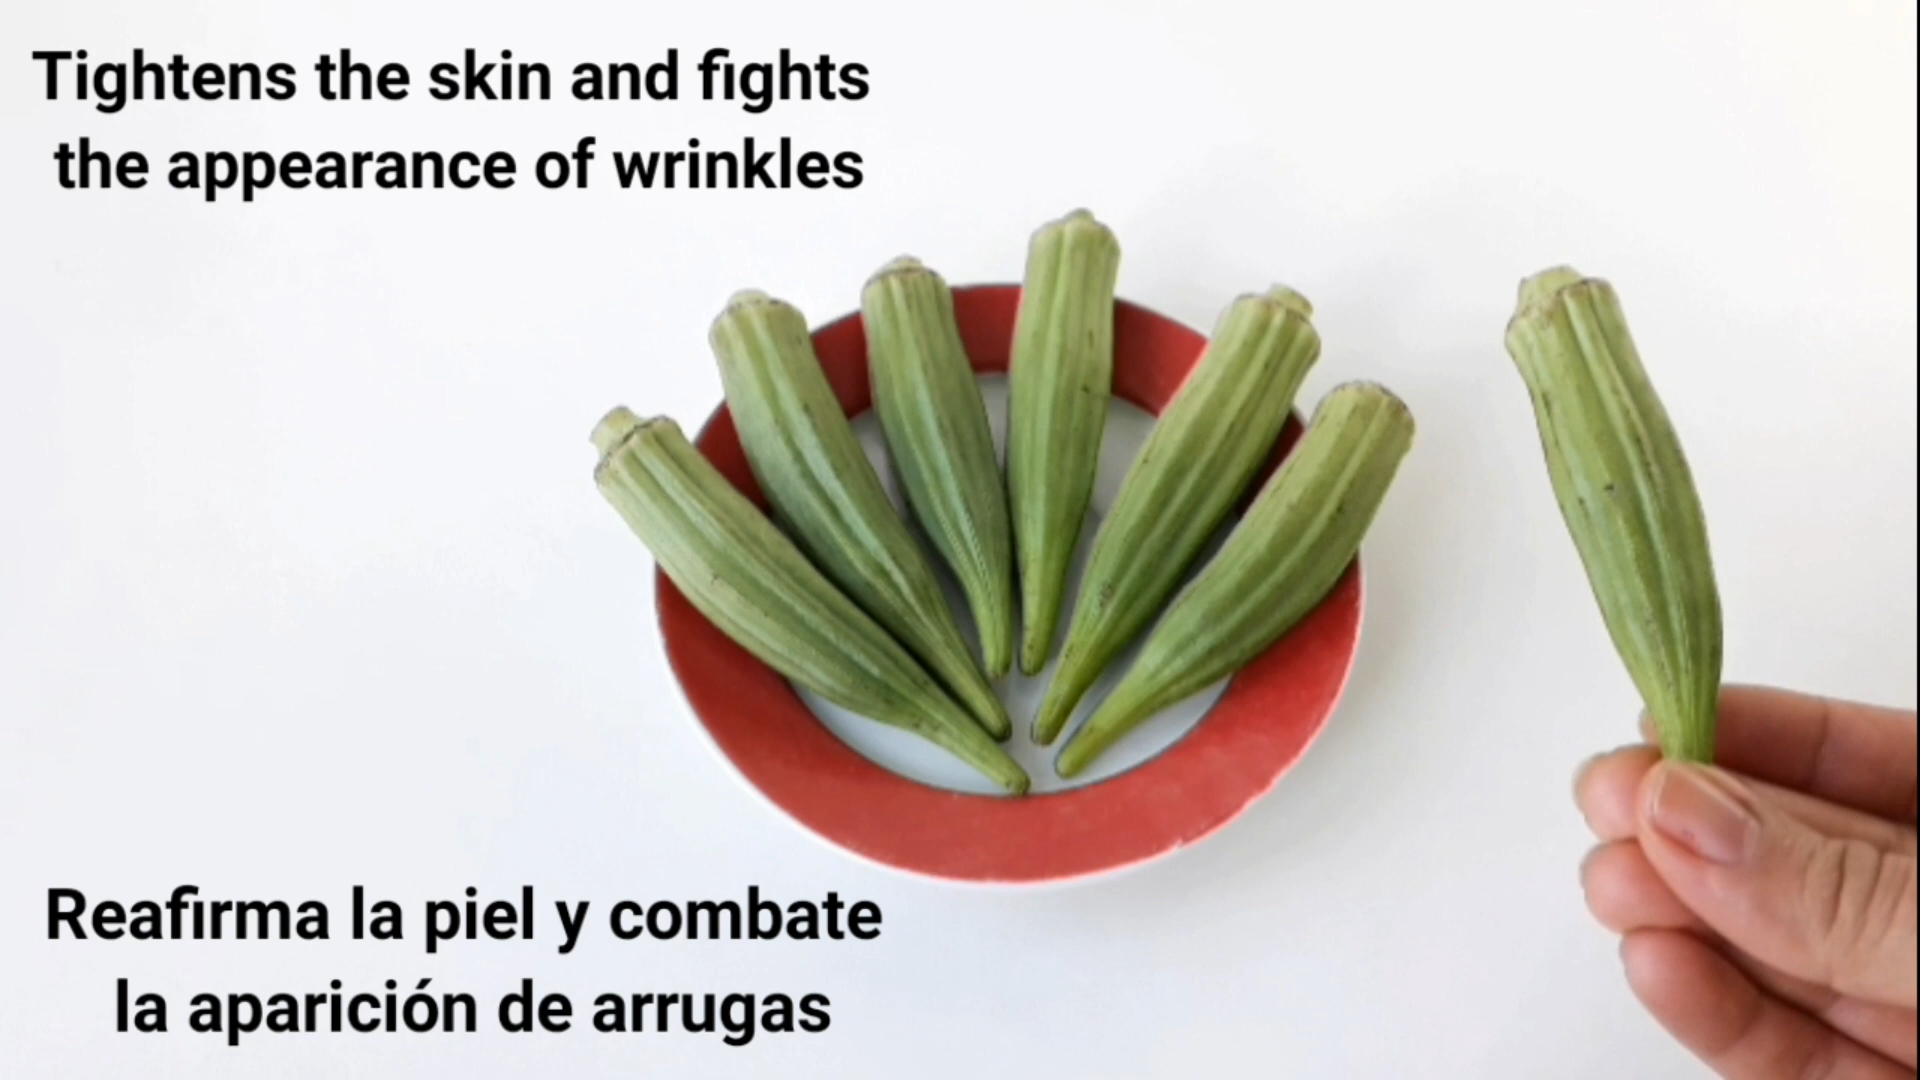 Tightens the skin and fights
the appearance of wrinkles
Reafirma la piel y combate
la aparición de arrugas